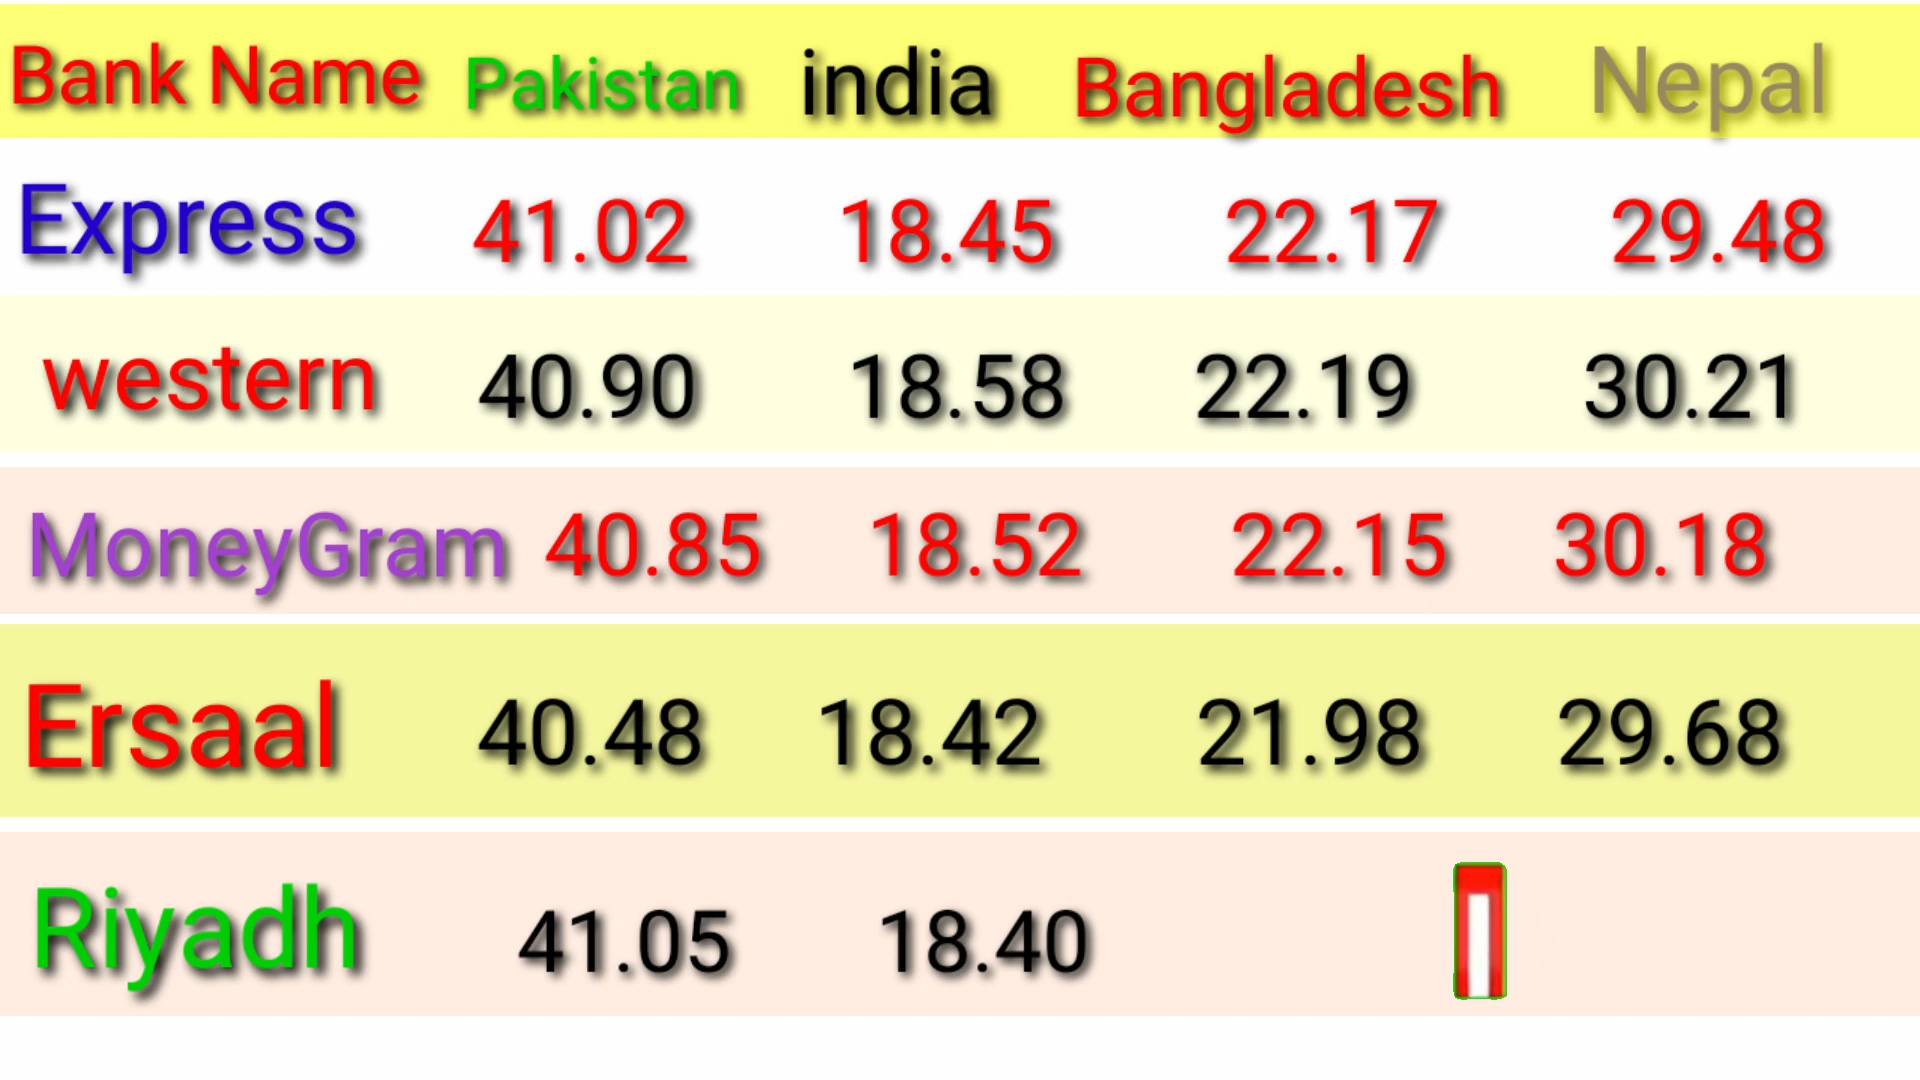 Bank Name Pakistan india Bangladesh Nepal
Express 41.02 18.45 22.17 29.48
western 40.90 18.58 22.19 30.21
MoneyGram 40.85 18.52 22.15 30.18
Ersaal 40.48 18.42 21.98 29.68
Riyadh 41.05 18.40